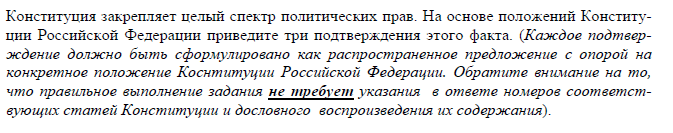 Конституция закрепляет целый спектр политических прав. На основе положений Конститу-
ции Российской Федерации приведите три подтверждения этого факта. (Каждое подтвер-
ждение должно быть сформулировано как распространенное предложение с опорой на
конкретное положение Коснтитуции Российской Федерации. Обратите внимание на то,
что правильное выполнение задания не требует указания в ответе номеров соответст-
вующих статей Конституции и дословного воспроизведения их содержания).